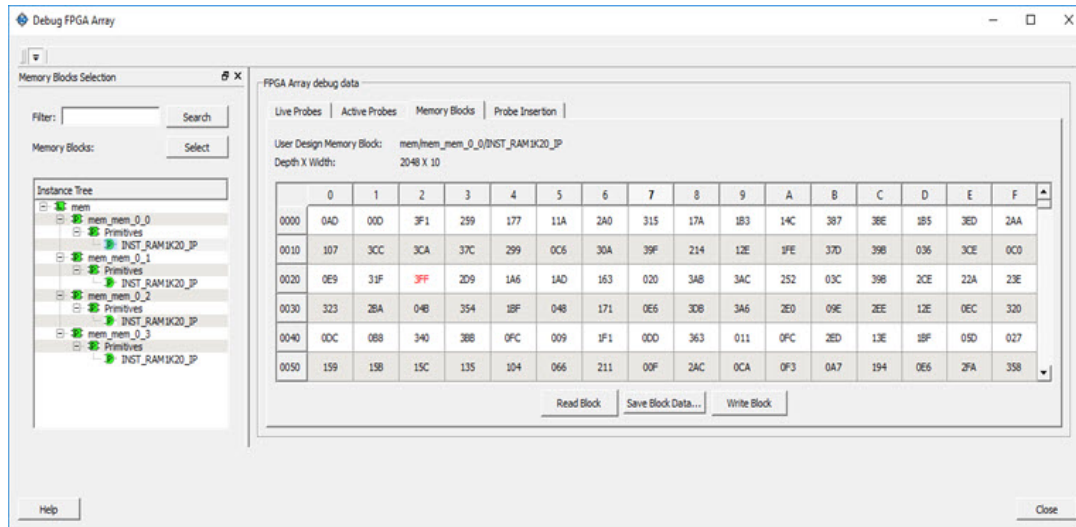 Debug FPGA Array
Memory Blocks Selection
Filter:
Search
Memory Blocks:
Select
Instance Tree
mem
mem_mem_0_0
Primitives
INST_RAM1K20_IP
mem_mem_0_1
Primitives
INST_RAM1K20_IP
mem_mem_0_2
Primitives
INST_RAM1K20_IP
mem_mem_0_3
Primitives
INST_RAM1K20_IP
FPGA Array debug data
Live Probes Active Probes Memory Blocks Probe Insertion
User Design Memory Block: mem/mem_mem_0_0/INST_RAM1K20_IP
Depth X Width: 2048 X 10
0 1 2 3 4 5 6 7 8 9 A B C D E F
0000 0AD 00D 3F1 259 177 11A 2A0 315 17A 1B3 14C 387 3BE 1B5 3ED 2AA
0010 107 3CC 3CA 37C 299 0C6 30A 39F 214 12E 1FE 37D 39B 036 3CE 0C0
0020 0E9 31F 3FF 2D9 1A6 1AD 163 020 3AB 3AC 252 03C 39B 2CE 22A 23E
0030 323 2BA 04B 354 1BF 04B 171 0E6 3DB 3A6 2E0 09E 2EE 12E 0EC 320
0040 0DC 0B8 340 3BB 0FC 009 1F1 0DD 363 011 0FC 2ED 13E 1BF 05D 027
0050 159 15B 15C 135 104 066 211 00F 2AC 0CA 0F3 0A7 194 0E6 2FA 358
Read Block Save Block Data... Write Block
Help
Close